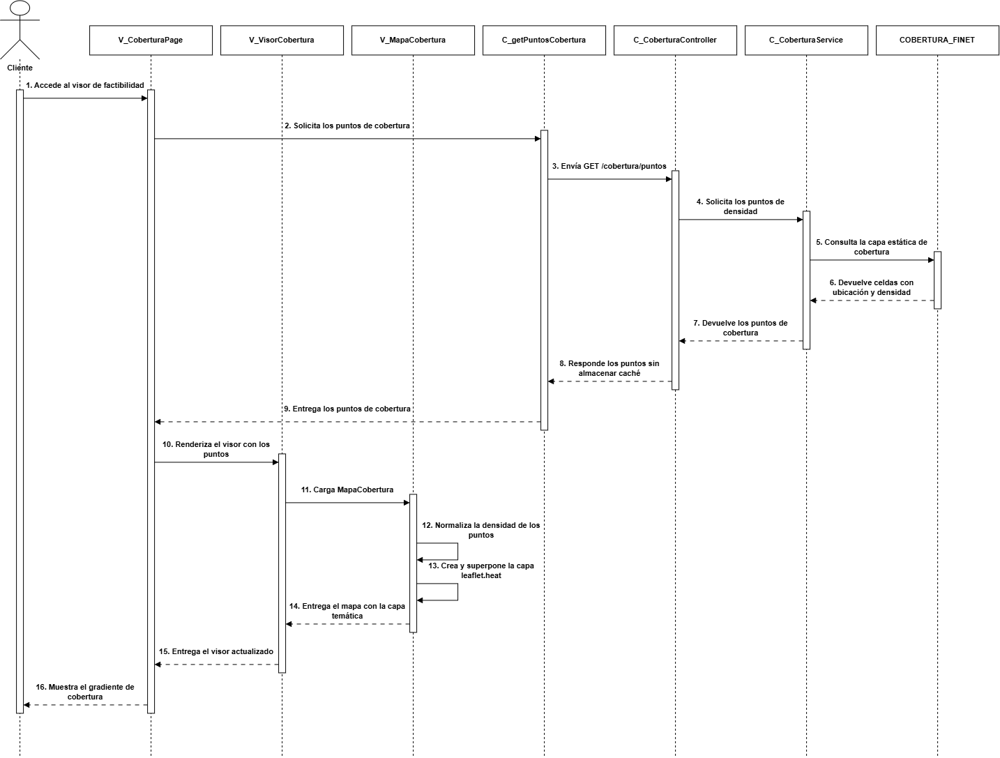 V_CoberturaPage
V_VisorCobertura
V_MapaCobertura
C_getPuntosCobertura
C_CoberturaController
C_CoberturaService
COBERTURA_FINET
Cliente
1. Accede al visor de factibilidad
2. Solicita los puntos de cobertura
3. Envía GET /cobertura/puntos
4. Solicita los puntos de
densidad
5. Consulta la capa estática de
cobertura
6. Devuelve celdas con
ubicación y densidad
7. Devuelve los puntos de
cobertura
8. Responde los puntos sin
almacenar caché
9. Entrega los puntos de cobertura
10. Renderiza el visor con los
puntos
11. Carga MapaCobertura
12. Normaliza la densidad de los
puntos
13. Crea y superpone la capa
leaflet.heat
14. Entrega el mapa con la capa
temática
15. Entrega el visor actualizado
16. Muestra el gradiente de
cobertura